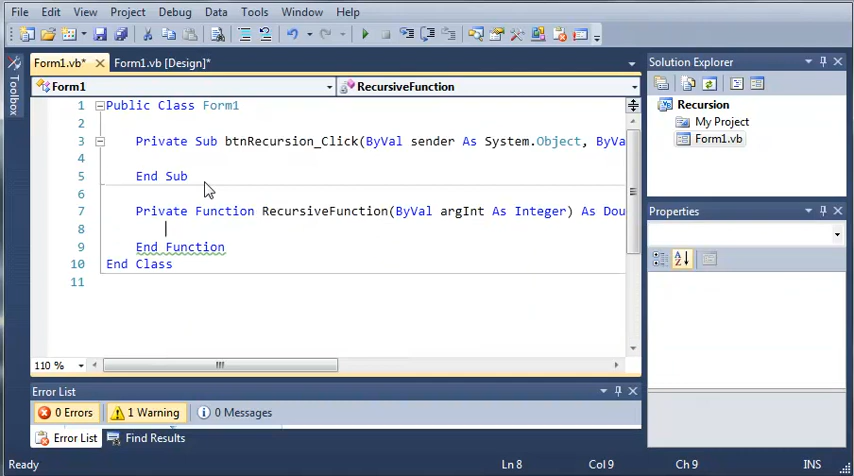 File Edit View Project Debug Data Tools Window Help
Form1.vb* Form1.vb [Design]*
Toolbox
Form1 RecursiveFunction
1 Public Class Form1
2
3 Private Sub btnRecursion_Click(ByVal sender As System.Object, ByVa
4
5 End Sub
6
7 Private Function RecursiveFunction(ByVal argInt As Integer) As Dou
8
9 End Function
10 End Class
11
110 %
Solution Explorer
Recursion
My Project
Form1.vb
Properties
Error List
0 Errors 1 Warning 0 Messages
Error List Find Results
Ready Ln 8 Col 9 Ch 9 INS